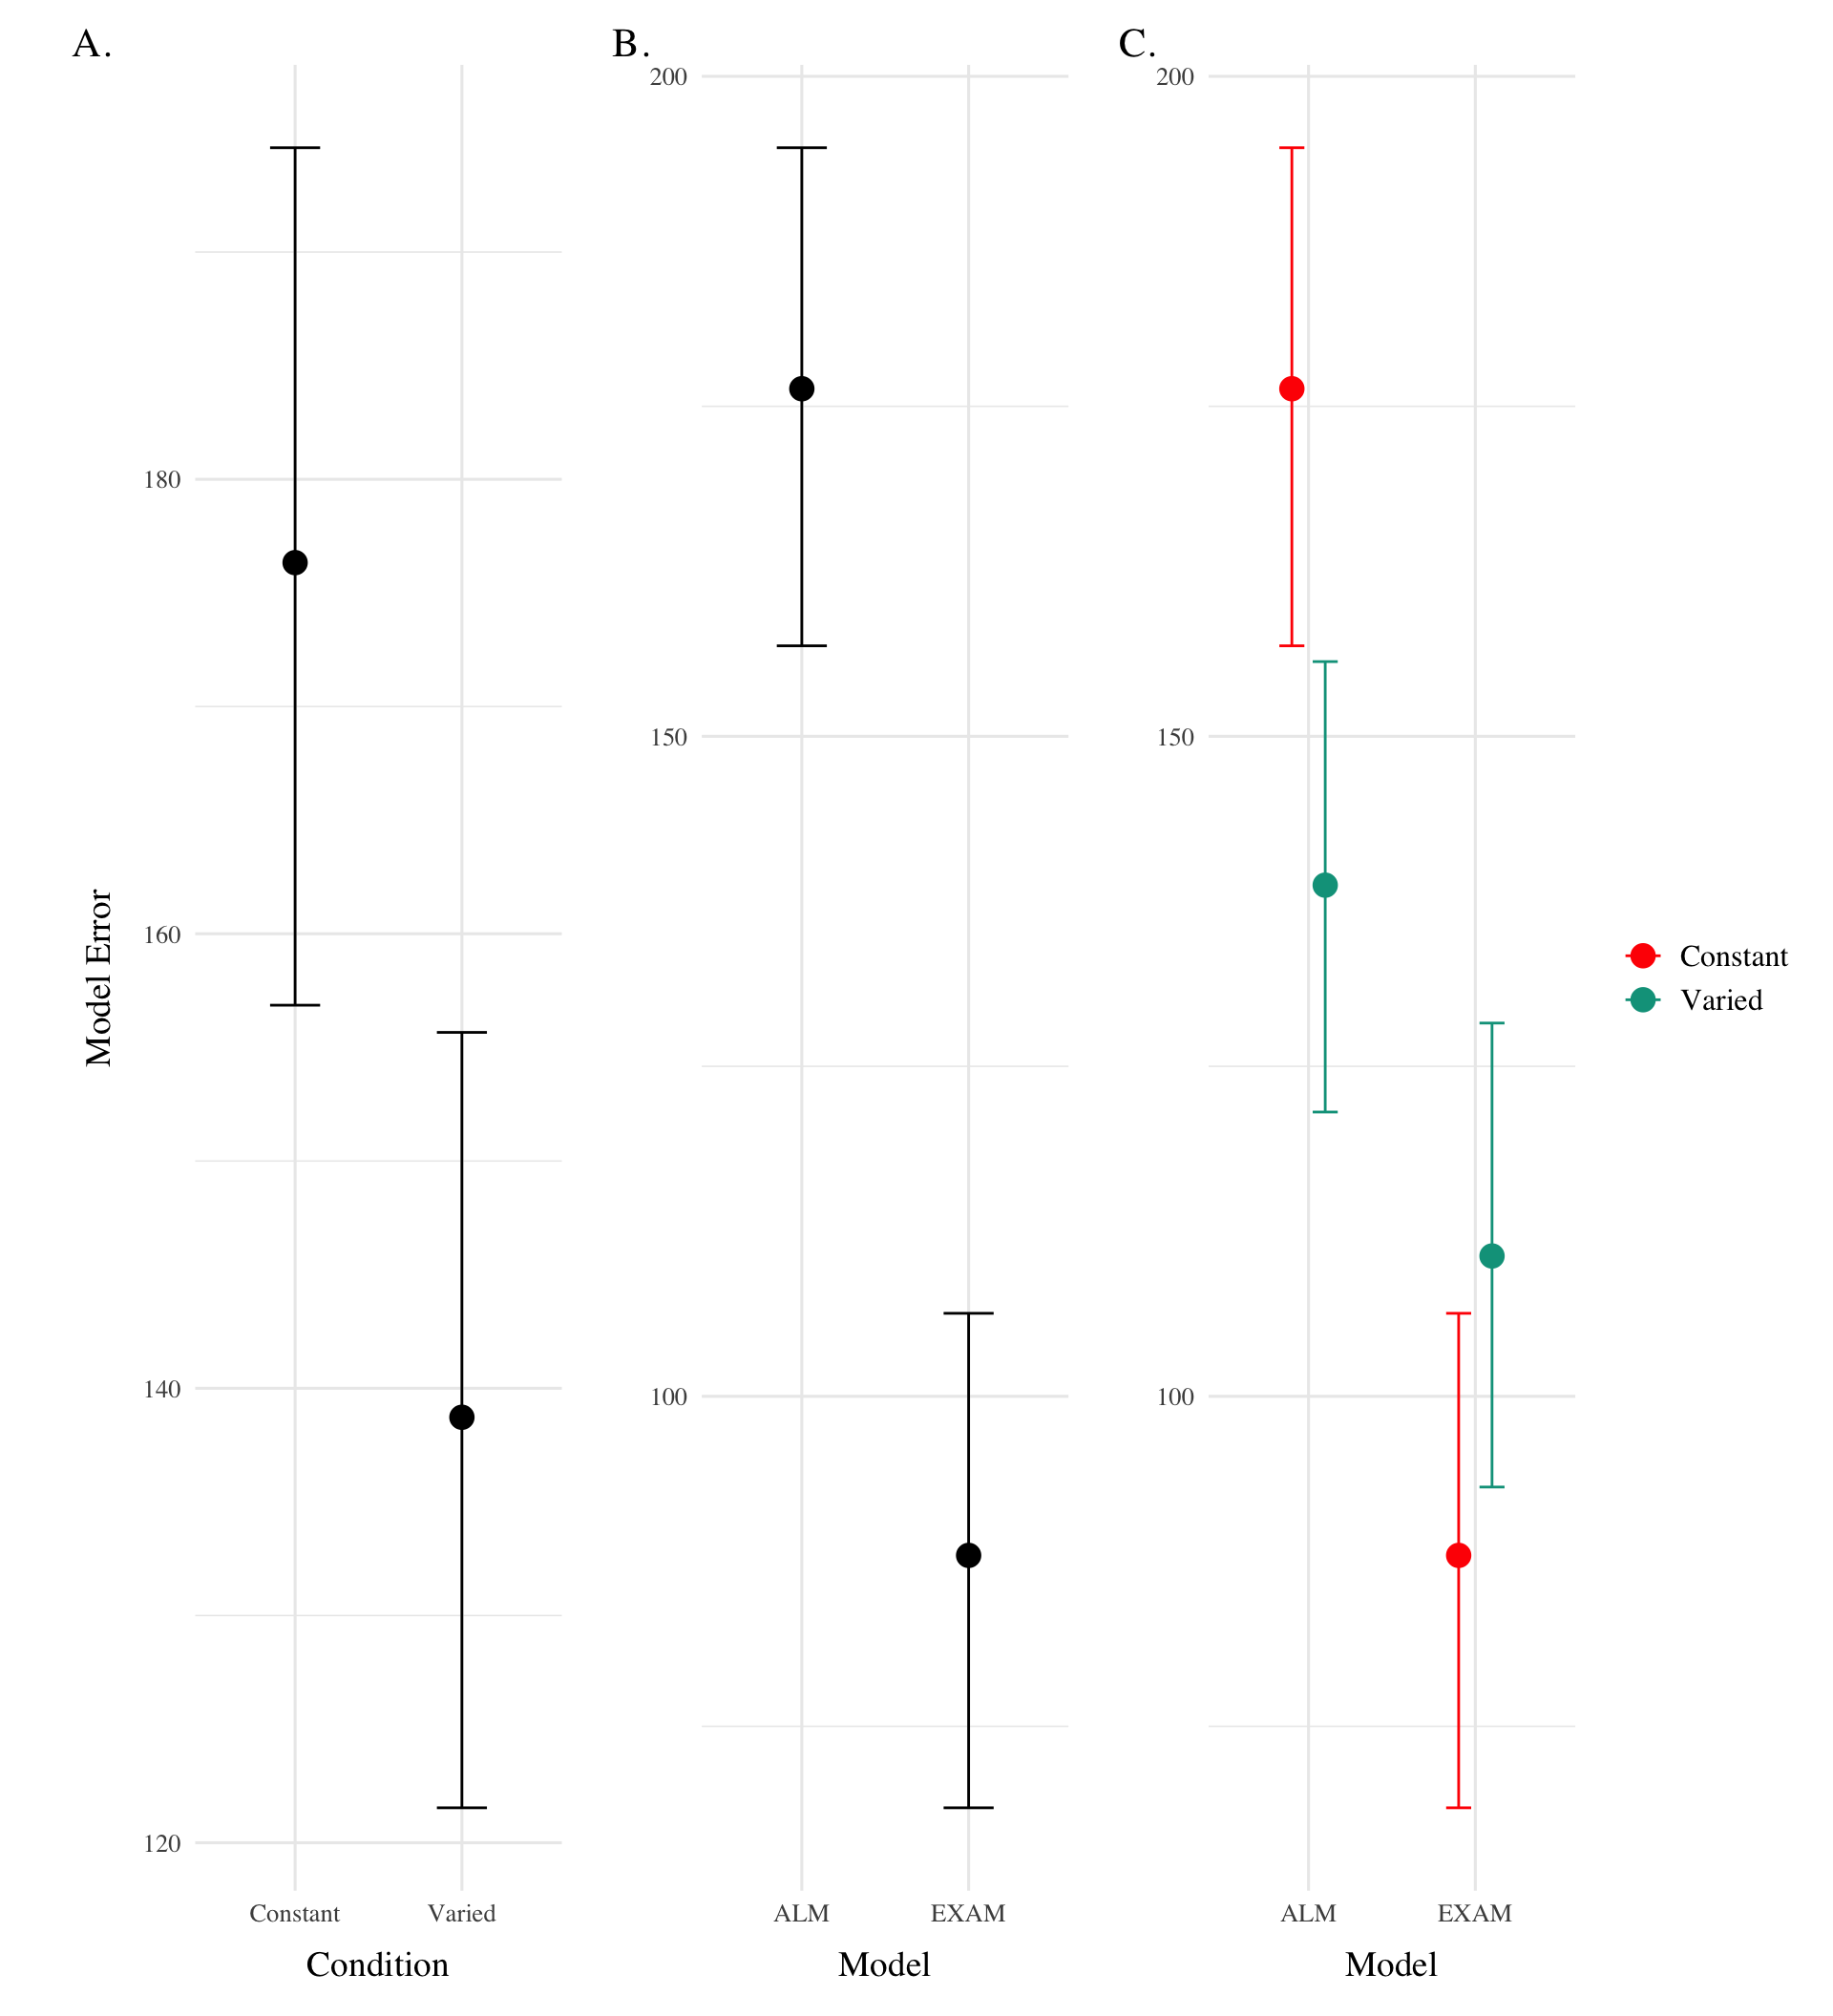 A.
B.
C.
Model Error
180
160
140
120
Constant
Varied
Condition
200
150
100
ALM
EXAM
Model
200
150
100
ALM
EXAM
Model
Constant
Varied